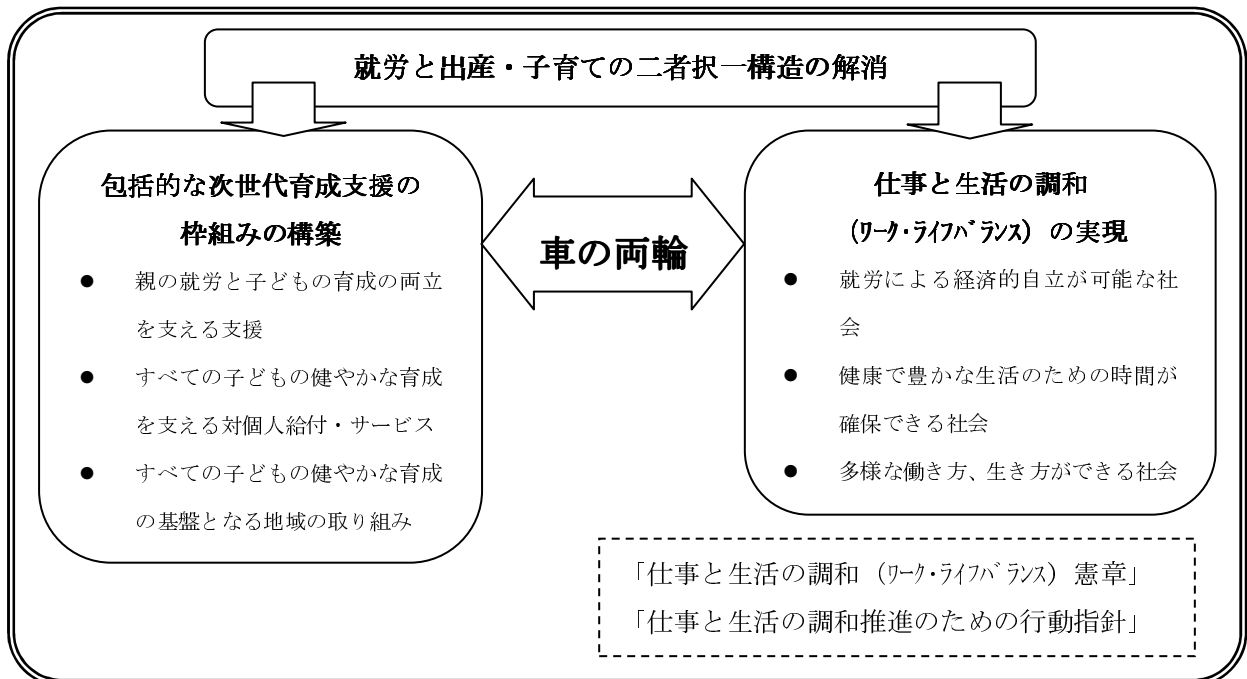 就労と出産・子育ての二者択一構造の解消
包括的な次世代育成支援の
枠組みの構築
● 親の就労と子どもの育成の両立
を支える支援
● すべての子どもの健やかな育成
を支える対個人給付・サービス
● すべての子どもの健やかな育成
の基盤となる地域の取り組み
車の両輪
仕事と生活の調和
（ﾜｰｸ・ﾗｲﾌﾊﾞﾗﾝｽ）の実現
● 就労による経済的自立が可能な社
会
● 健康で豊かな生活のための時間が
確保できる社会
● 多様な働き方、生き方ができる社会
「仕事と生活の調和（ﾜｰｸ・ﾗｲﾌﾊﾞﾗﾝｽ）憲章」
「仕事と生活の調和推進のための行動指針」